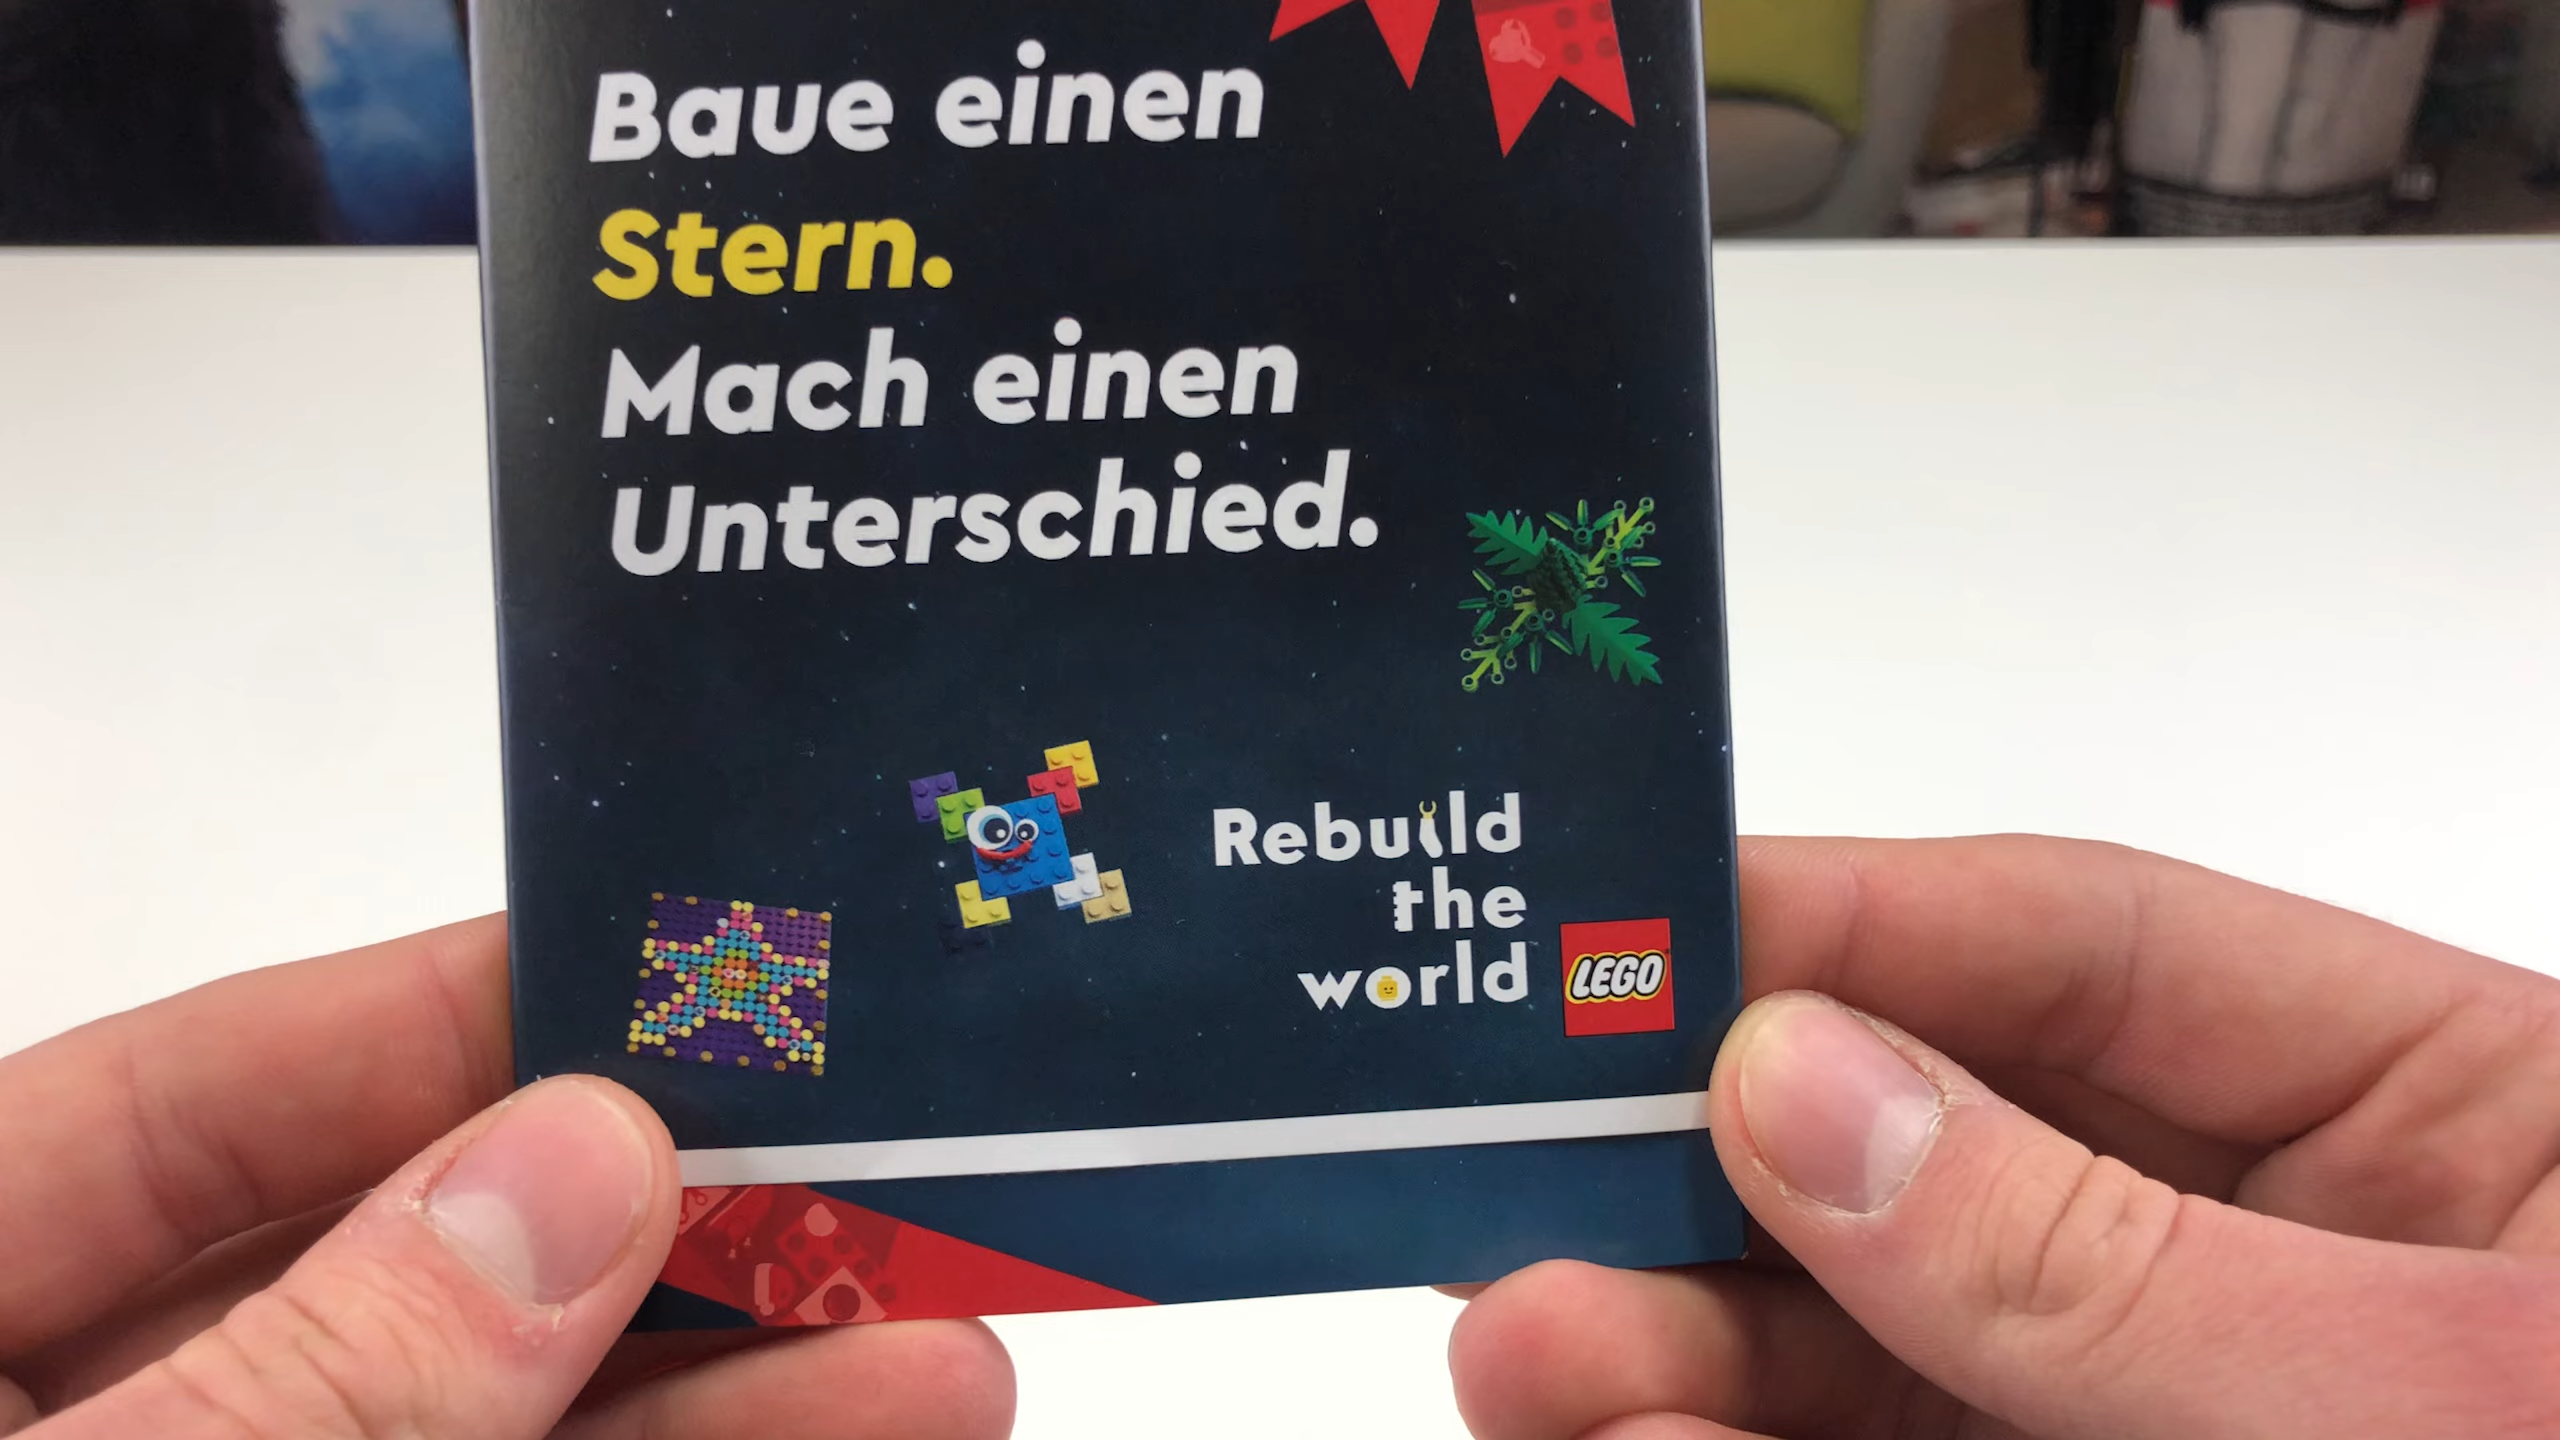 Baue einen
Stern.
Mach einen
Unterschied.
Rebuild
the
world
LEGO